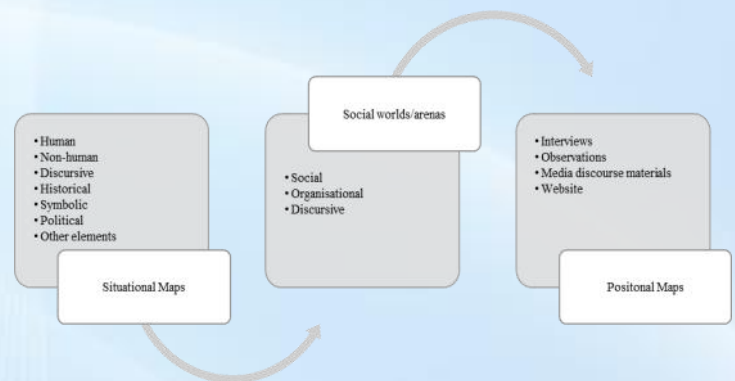 • Human
• Non-human
• Discursive
• Historical
• Symbolic
• Political
• Other elements
Situational Maps
Social worlds/arenas
• Social
• Organisational
• Discursive
• Interviews
• Observations
• Media discourse materials
• Website
Positonal Maps